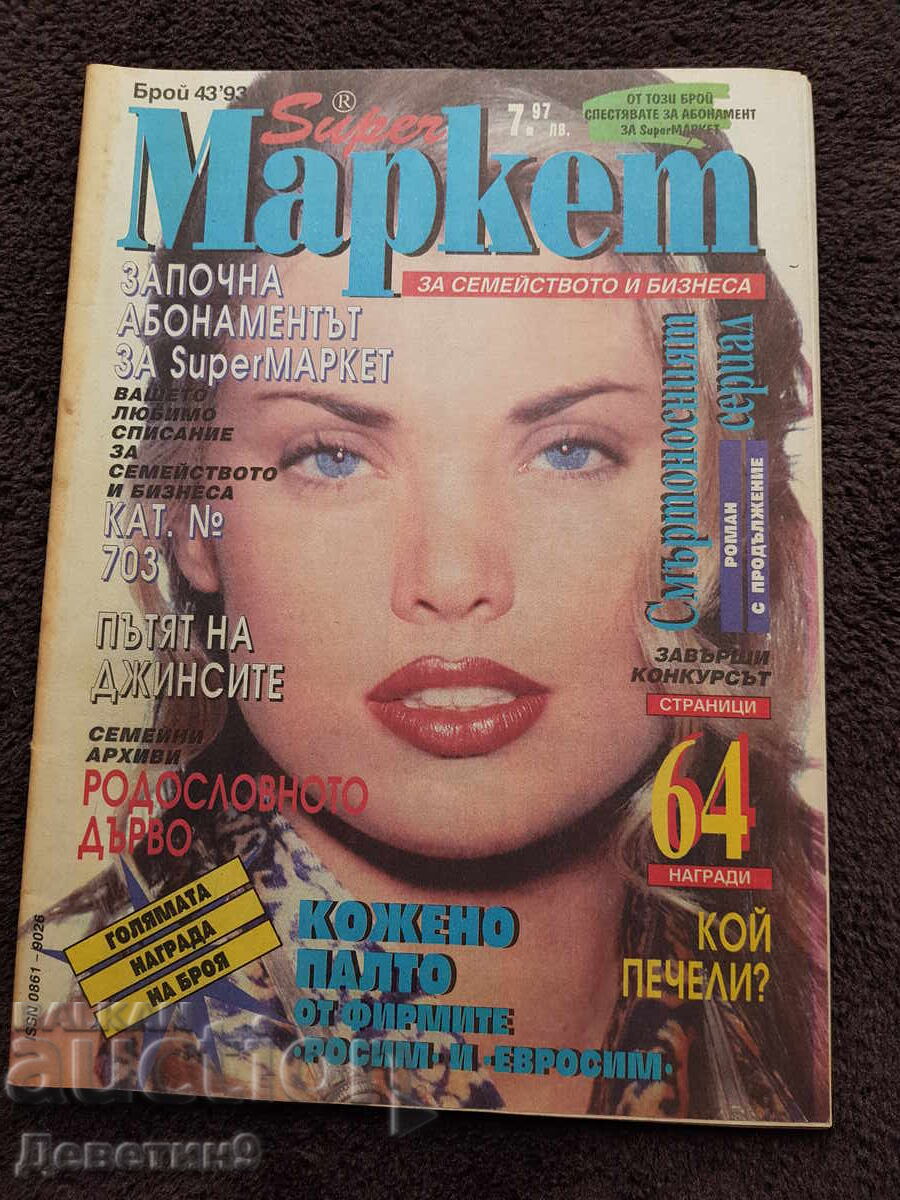 Брой 43'93
Super®
Маркет
7.97 лв.
ОТ ТОЗИ БРОЙ
СПЕСТЯВАТЕ ЗА АБОНАМЕНТ
ЗА SuperМАРКЕТ
ЗА СЕМЕЙСТВОТО И БИЗНЕСА
ЗАПОЧНА
АБОНАМЕНТЪТ
ЗА SuperМАРКЕТ
ВАШЕТО
ЛЮБИМО
СПИСАНИЕ
ЗА
СЕМЕЙСТВОТО
И БИЗНЕСА
КАТ. №
703
Смъртоносният
сериал
РОМАН
С ПРОДЪЛЖЕНИЕ
ПЪТЯТ НА
ДЖИНСИТЕ
ЗАВЪРШИ
КОНКУРСЪТ
СТРАНИЦИ
64
НАГРАДИ
СЕМЕЙНИ
АРХИВИ
РОДОСЛОВНОТО
ДЪРВО
ГОЛЯМАТА
НАГРАДА
НА БРОЯ
КОЖЕНО
ПАЛТО
ОТ ФИРМИТЕ
"РОСИМ" И "ЕВРОСИМ"
КОЙ
ПЕЧЕЛИ?
ISSN 0861 – 9026
BALKAN
auction
Деветин9